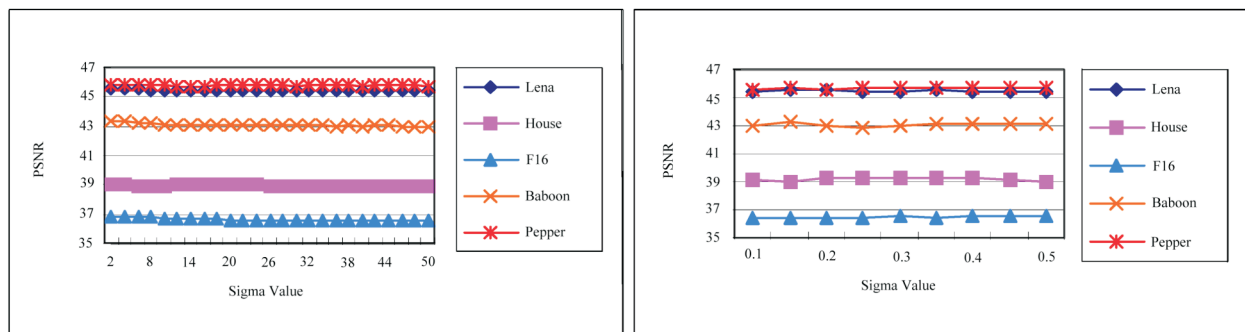 47
45
43
41
39
37
35
PSNR
2 8 14 20 26 32 38 44 50
Sigma Value
Lena
House
F16
Baboon
Pepper
47
45
43
41
39
37
35
PSNR
0.1 0.2 0.3 0.4 0.5
Sigma Value
Lena
House
F16
Baboon
Pepper